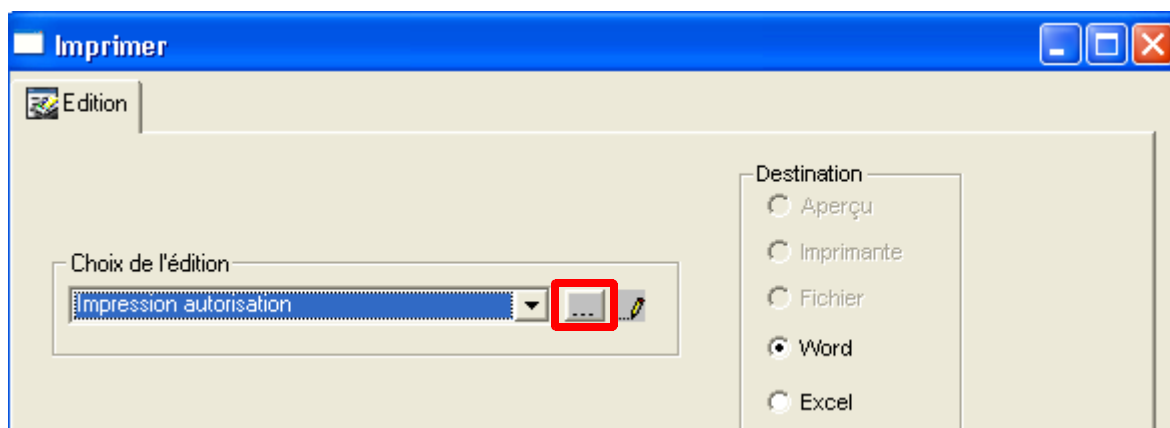 Imprimer
Edition
Destination
Aperçu
Imprimante
Fichier
Word
Excel
Choix de l'édition
Impression autorisation
...